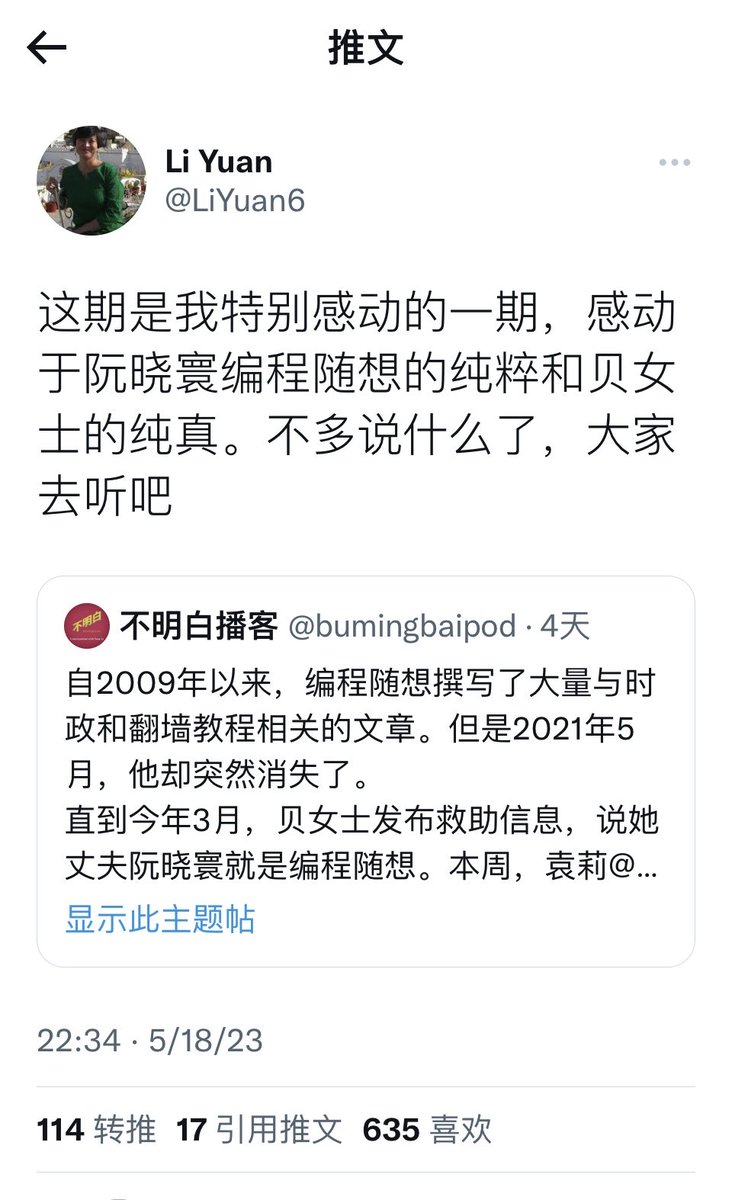 推文
Li Yuan
@LiYuan6
这期是我特别感动的一期，感动
于阮晓寰编程随想的纯粹和贝女
士的纯真。不多说什么了，大家
去听吧
不明白
不明白播客 @bumingbaipod · 4天
自2009年以来，编程随想撰写了大量与时
政和翻墙教程相关的文章。但是2021年5
月，他却突然消失了。
直到今年3月，贝女士发布救助信息，说她
丈夫阮晓寰就是编程随想。本周，袁莉@...
显示此主题帖
22:34 · 5/18/23
114 转推 17 引用推文 635 喜欢